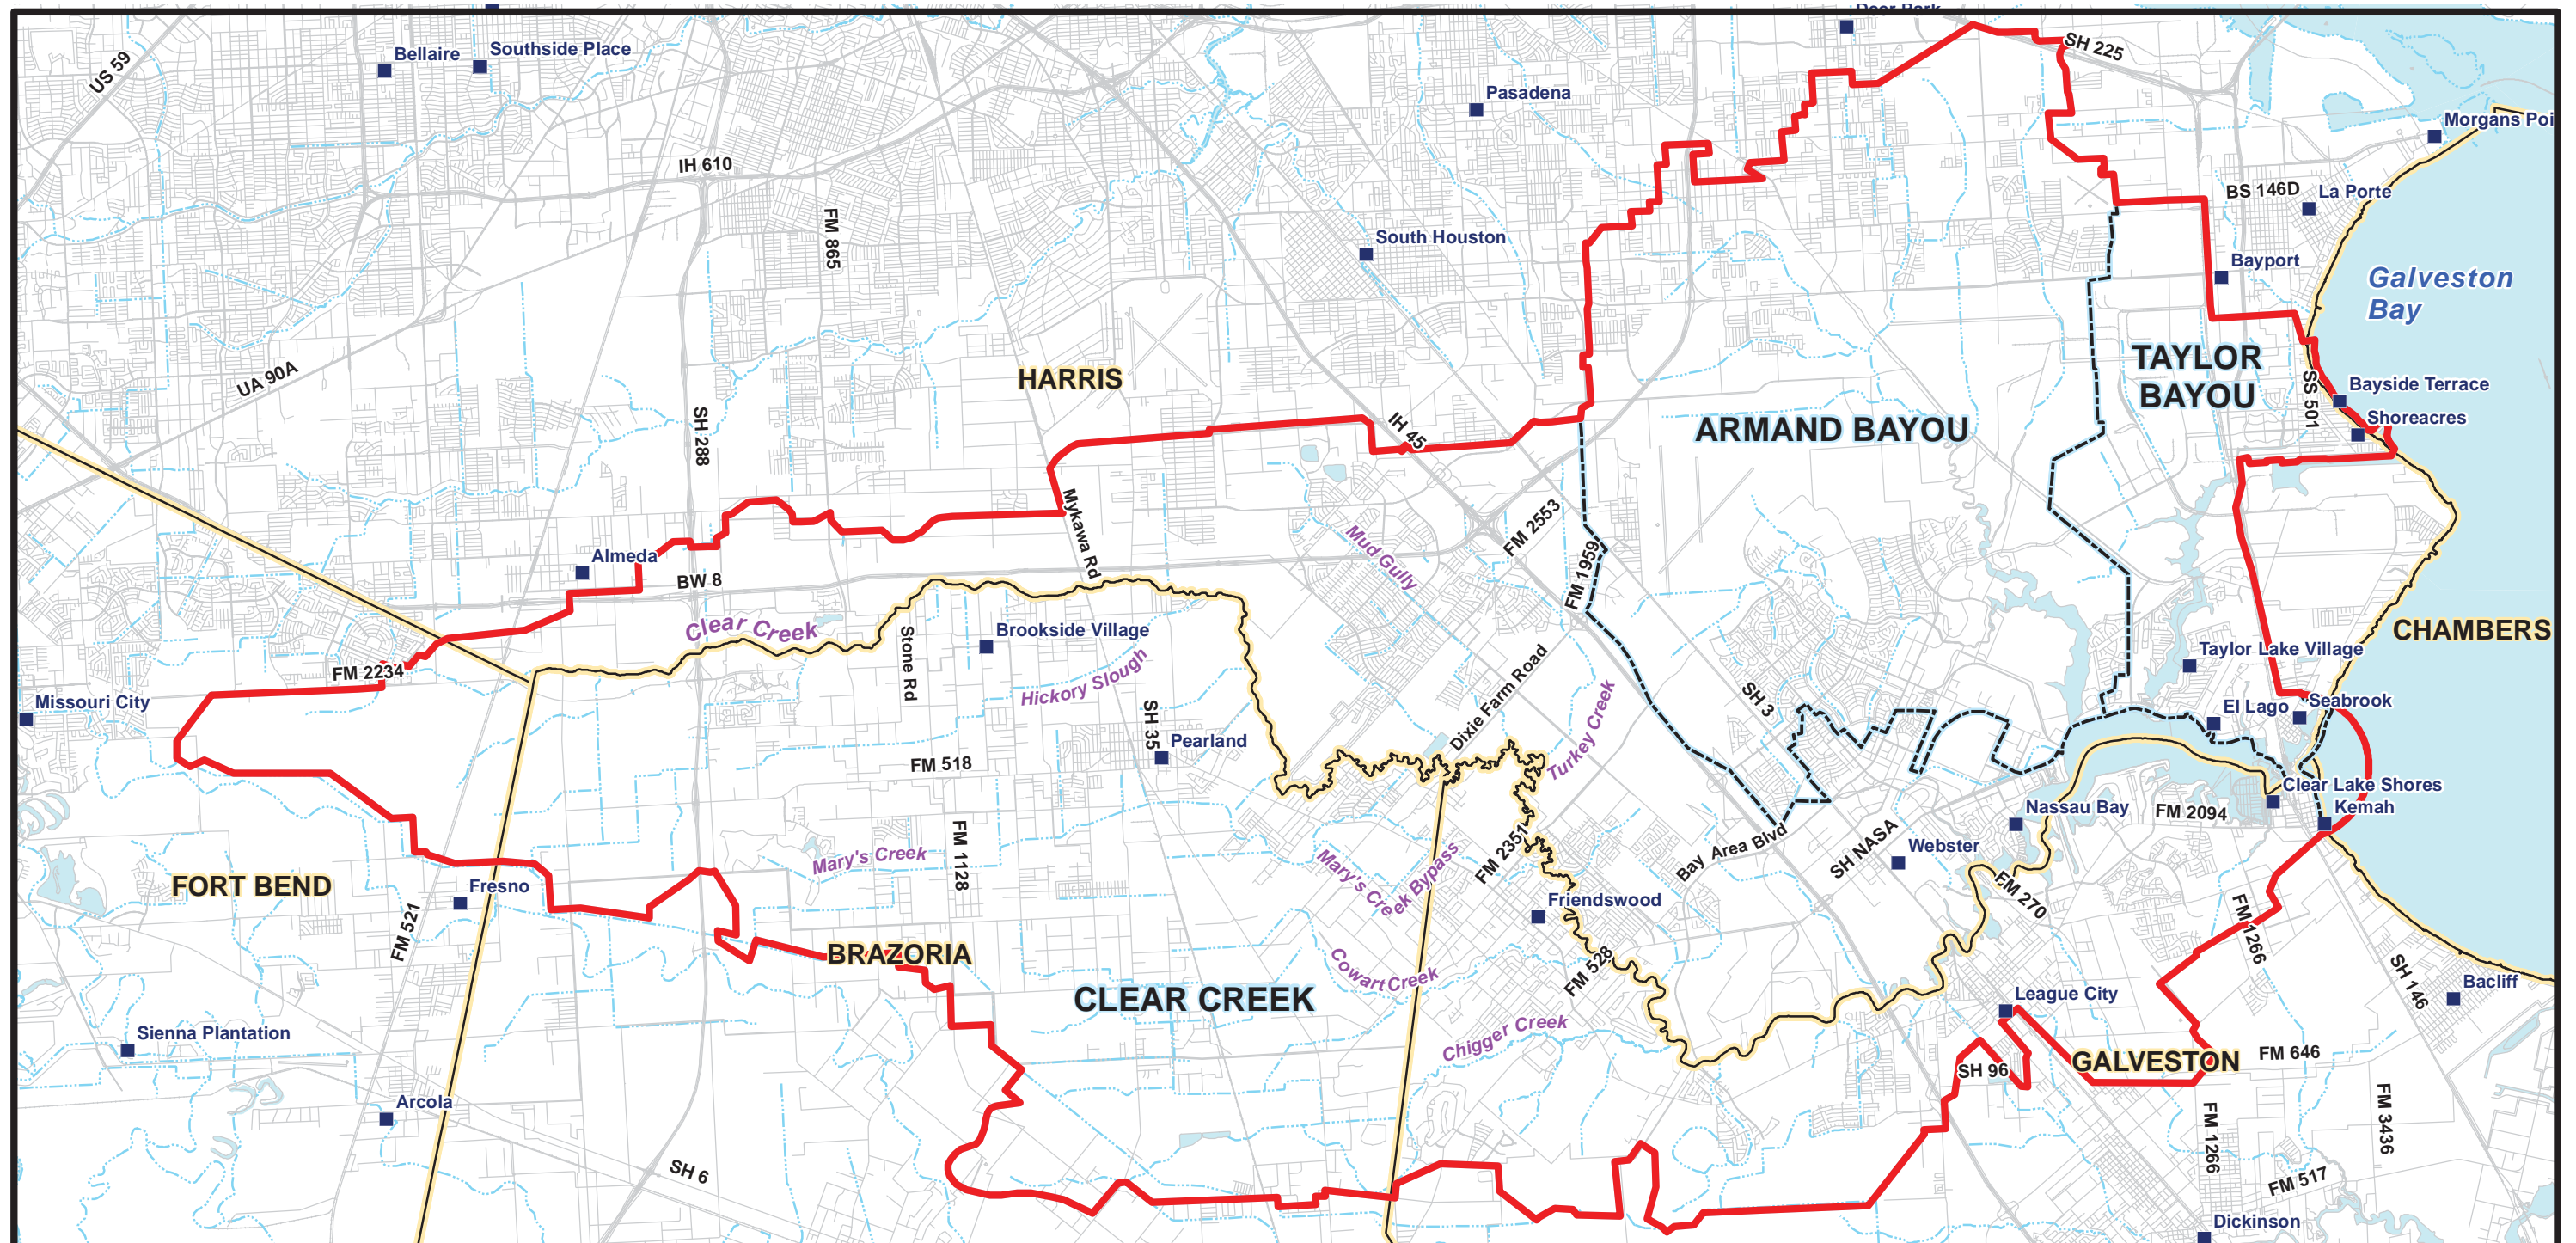 Deer Park
US 59
Bellaire
Southside Place
SH 225
Pasadena
Morgans Poi
IH 610
BS 146D
La Porte
FM 865
South Houston
Bayport
Galveston
Bay
UA 90A
HARRIS
TAYLOR
BAYOU
SS 501
Bayside Terrace
Shoreacres
SH 288
IH 45
ARMAND BAYOU
Mykawa Rd
FM 2553
Mud Gully
Almeda
BW 8
FM 1959
Clear Creek
Brookside Village
CHAMBERS
Stone Rd
Hickory Slough
FM 2234
Taylor Lake Village
Missouri City
Dixie Farm Road
Turkey Creek
SH 3
El Lago
Seabrook
SH 35
Pearland
FM 518
Clear Lake Shores
Kemah
Nassau Bay
FM 2094
FM 1128
Mary's Creek
Mary's Creek Bypass
FM 2351
Bay Area Blvd
SH NASA
Webster
FORT BEND
Fresno
FM 270
Friendswood
FM 521
FM 1266
BRAZORIA
Cowart Creek
FM 528
SH 146
Bacliff
CLEAR CREEK
League City
Sienna Plantation
Chigger Creek
GALVESTON
FM 646
SH 96
Arcola
FM 1266
FM 3436
SH 6
FM 517
Dickinson